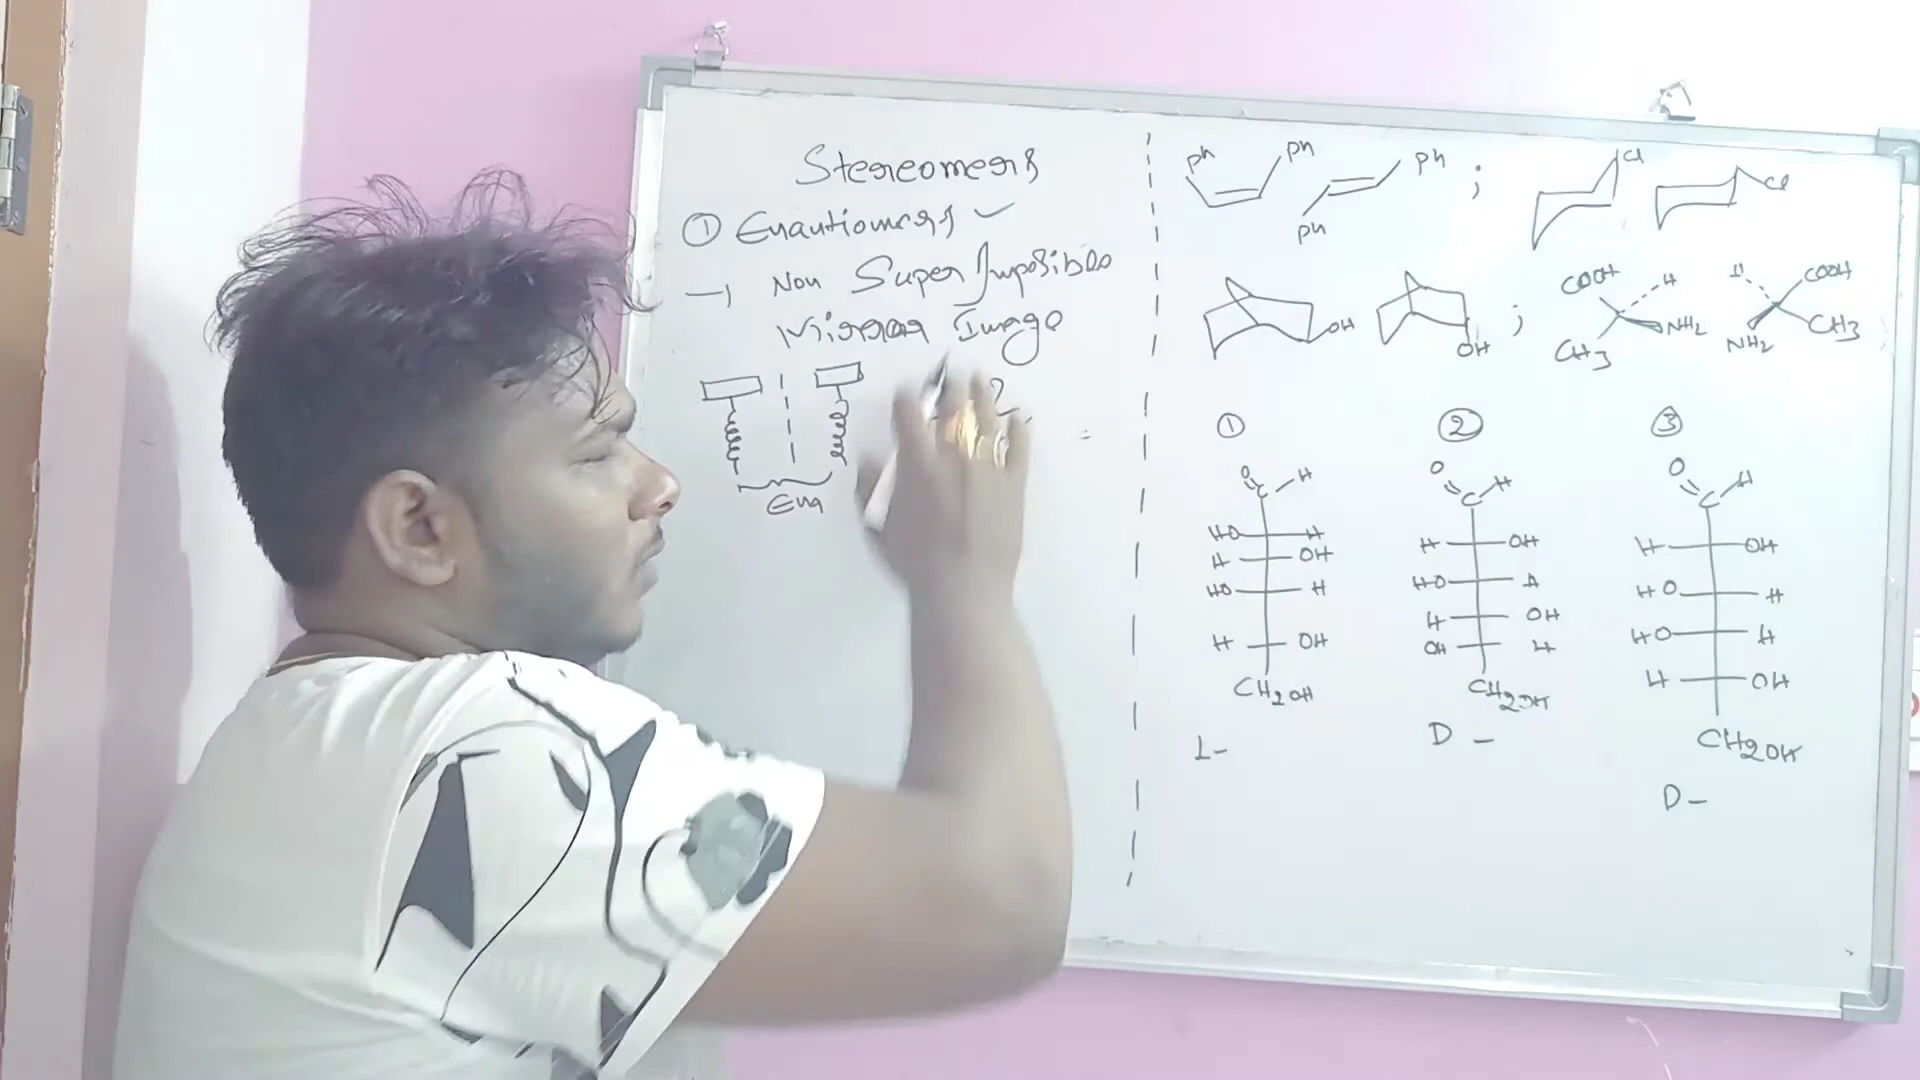 Stereomers
① Enantiomers ✓
→ Non SuperImposible
Mirror Image
Ena
Ph Ph Ph ; Cl Cl
Ph
OH OH ; COOH H NH2 CH3 H COOH NH2 CH3
① ② ③
O H O H O H
C C C
HO H H OH H OH
H OH HO H HO H
HO H H OH HO H
H OH OH H H OH
CH2OH CH2OH CH2OH
L- D - D -